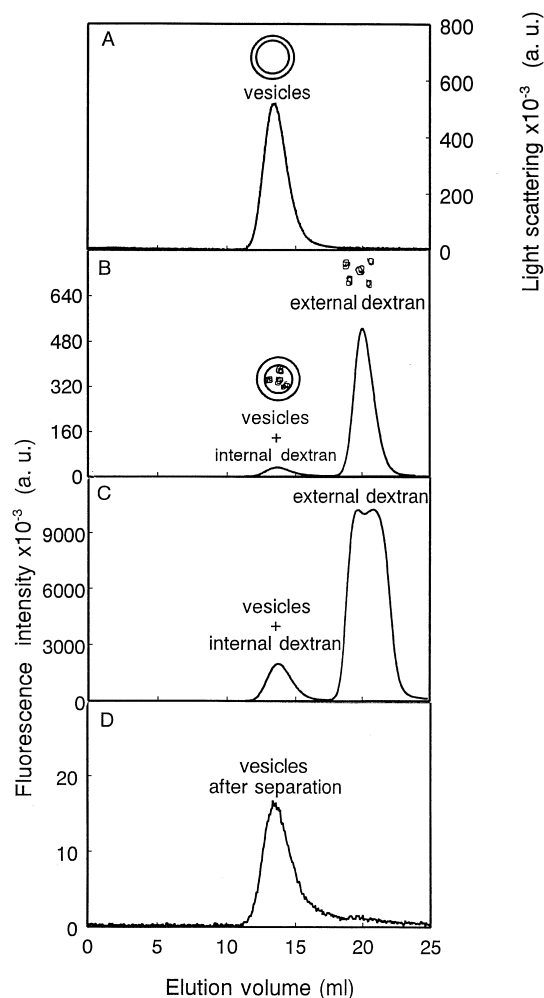 A
vesicles
800
600
400
200
0
Light scattering x10-3 (a. u.)
B
external dextran
vesicles
+
internal dextran
640
480
320
160
0
C
external dextran
vesicles
+
internal dextran
9000
6000
3000
0
Fluorescence intensity x10-3 (a. u.)
D
vesicles
after separation
20
10
0
0 5 10 15 20 25
Elution volume (ml)